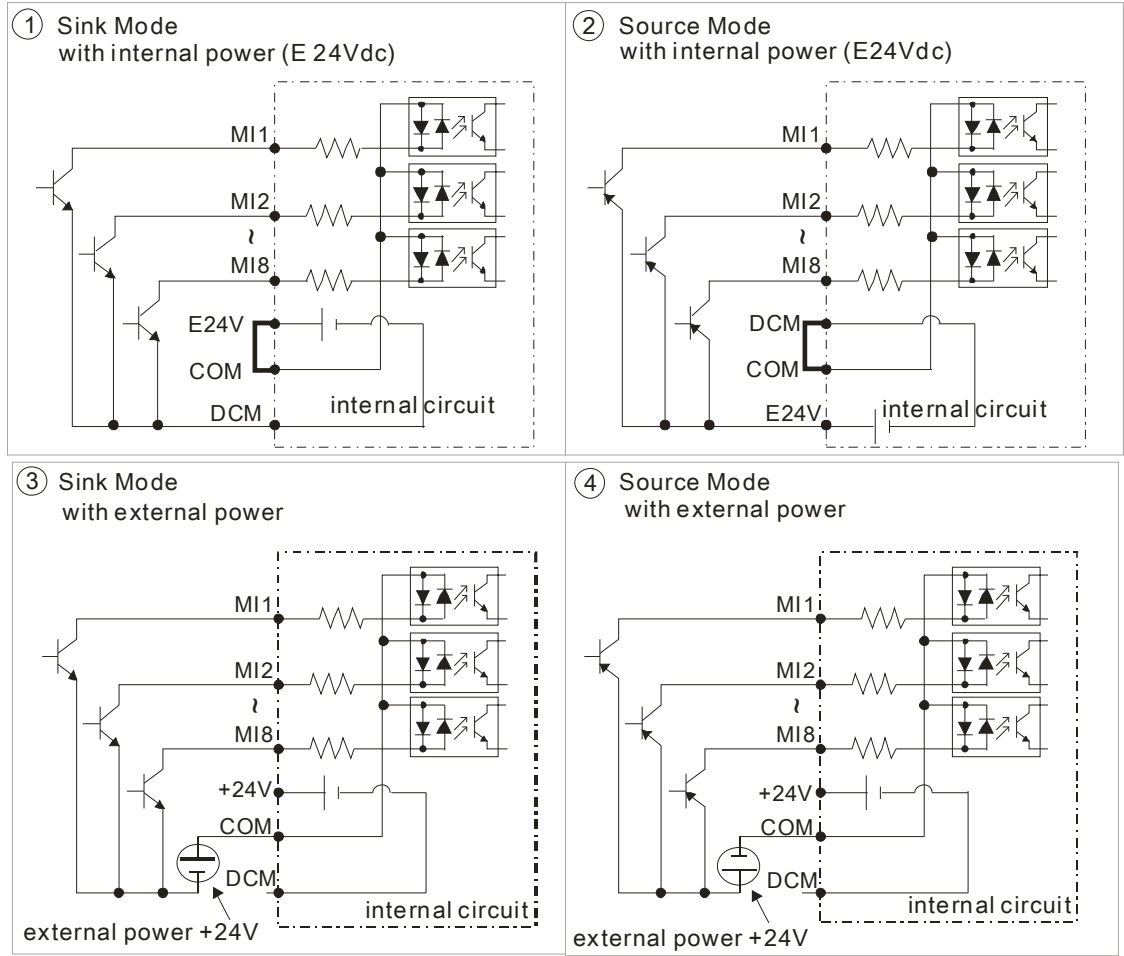 1 Sink Mode
with internal power (E 24Vdc)
MI1
MI2
~
MI8
E24V
COM
DCM
internal circuit
2 Source Mode
with internal power (E24Vdc)
MI1
MI2
~
MI8
DCM
COM
E24V
internal circuit
3 Sink Mode
with external power
MI1
MI2
~
MI8
+24V
COM
DCM
internal circuit
external power +24V
4 Source Mode
with external power
MI1
MI2
~
MI8
+24V
COM
DCM
internal circuit
external power +24V